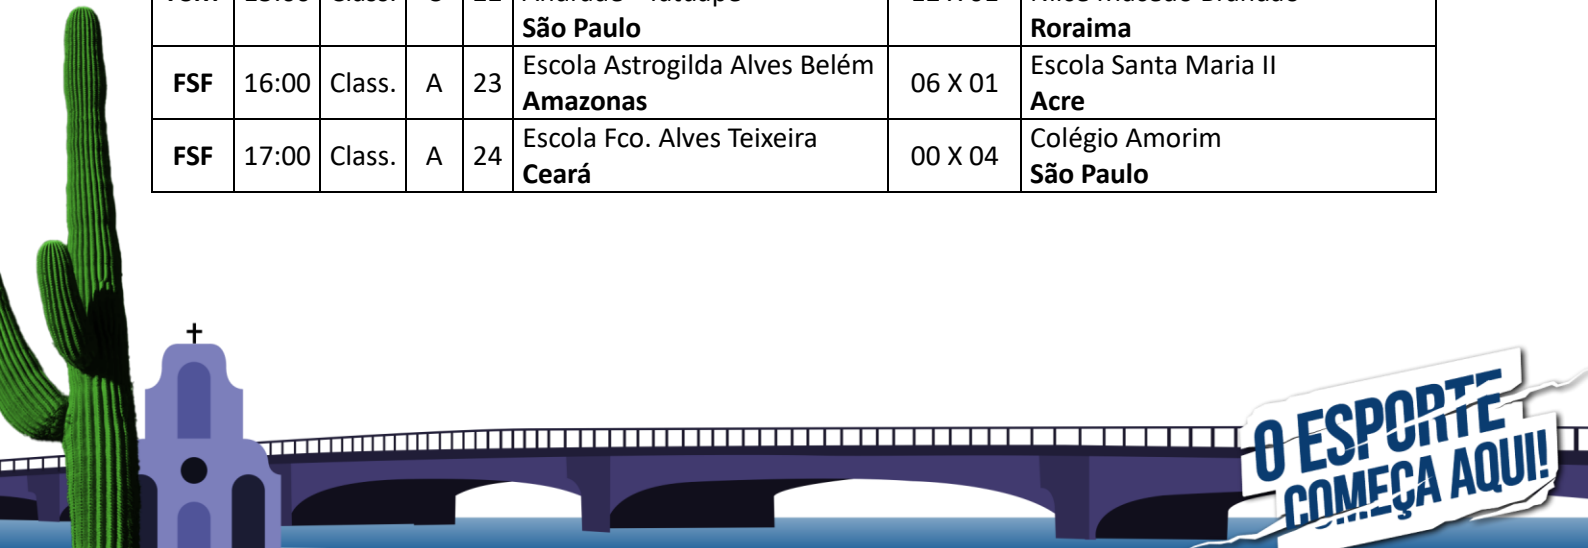 São Paulo
Roraima
FSF 16:00 Class. A 23 Escola Astrogilda Alves Belém 06 X 01 Escola Santa Maria II
Amazonas
Acre
FSF 17:00 Class. A 24 Escola Fco. Alves Teixeira 00 X 04 Colégio Amorim
Ceará
São Paulo
O ESPORTE
COMEÇA AQUI!